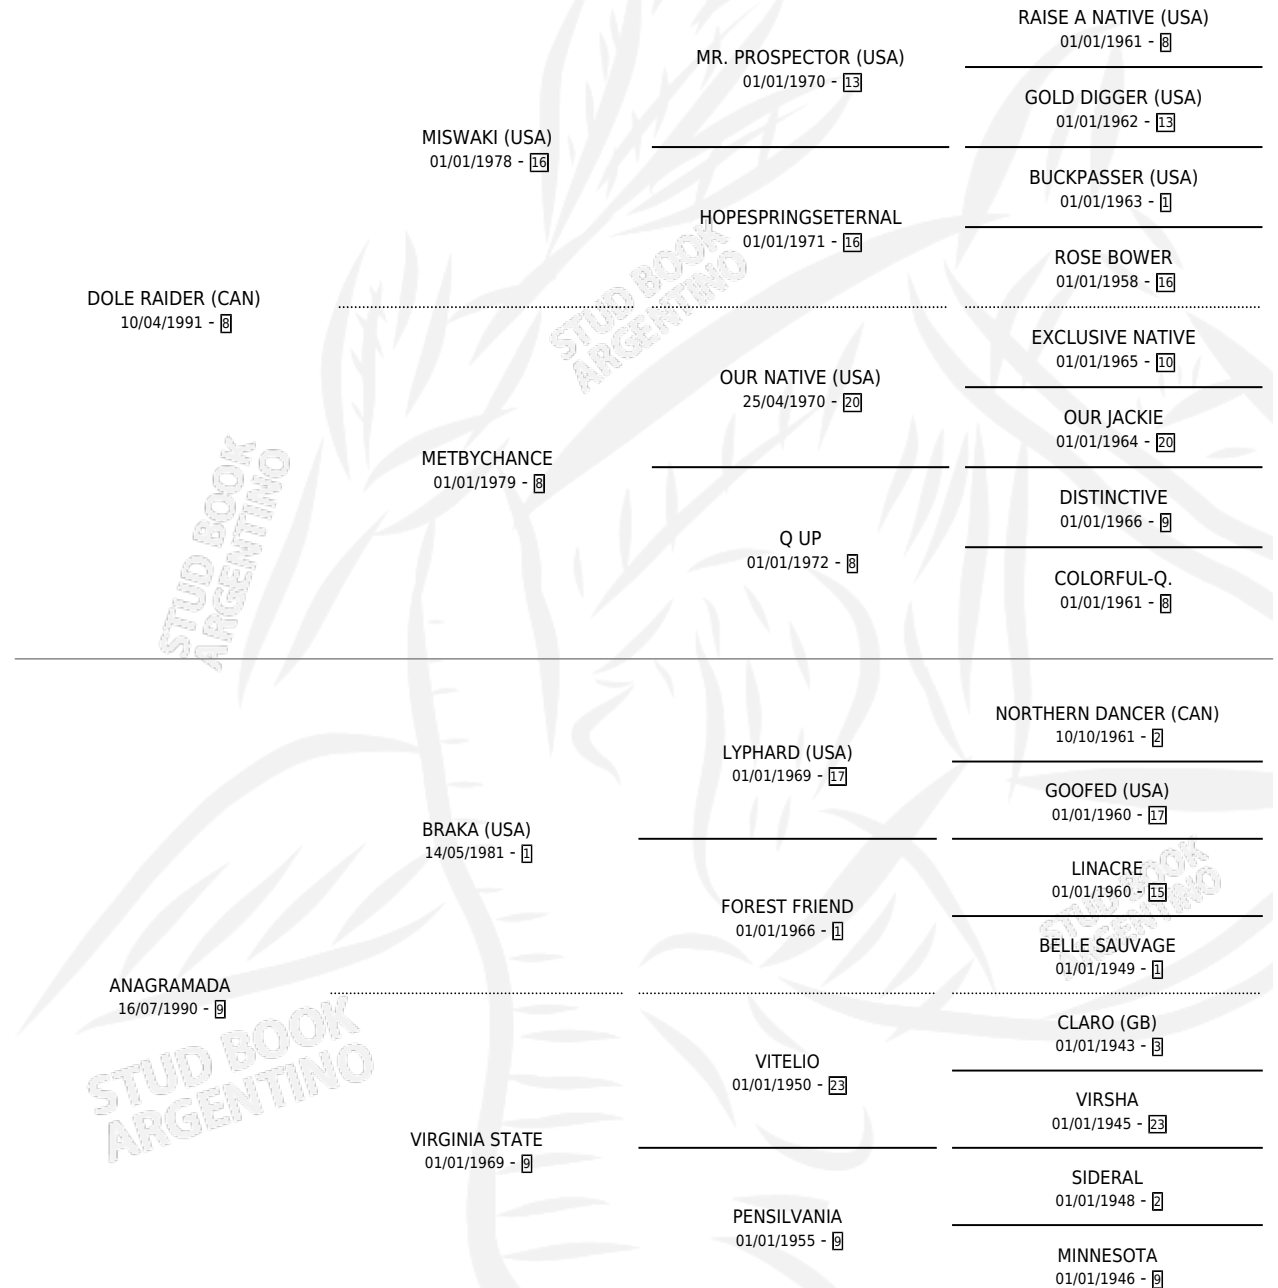 RAISE A NATIVE (USA)
01/01/1961 - 8
MR. PROSPECTOR (USA)
01/01/1970 - 13
GOLD DIGGER (USA)
01/01/1962 - 13
MISWAKI (USA)
01/01/1978 - 16
BUCKPASSER (USA)
01/01/1963 - 1
HOPESPRINGSETERNAL
01/01/1971 - 16
ROSE BOWER
01/01/1958 - 16
DOLE RAIDER (CAN)
10/04/1991 - 8
STUD BOOK
ARGENTINO
EXCLUSIVE NATIVE
01/01/1965 - 10
OUR NATIVE (USA)
25/04/1970 - 20
OUR JACKIE
01/01/1964 - 20
METBYCHANCE
01/01/1979 - 8
DISTINCTIVE
01/01/1966 - 9
Q UP
01/01/1972 - 8
COLORFUL-Q.
01/01/1961 - 8
STUD BOOK
ARGENTINO
NORTHERN DANCER (CAN)
10/10/1961 - 2
LYPHARD (USA)
01/01/1969 - 17
GOOFED (USA)
01/01/1960 - 17
BRAKA (USA)
14/05/1981 - 1
LINACRE
01/01/1960 - 15
FOREST FRIEND
01/01/1966 - 1
BELLE SAUVAGE
01/01/1949 - 1
STUD BOOK
ARGENTINO
ANAGRAMADA
16/07/1990 - 9
CLARO (GB)
01/01/1943 - 3
VITELIO
01/01/1950 - 23
VIRSHA
01/01/1945 - 23
STUD BOOK
ARGENTINO
VIRGINIA STATE
01/01/1969 - 9
SIDERAL
01/01/1948 - 2
PENSILVANIA
01/01/1955 - 9
MINNESOTA
01/01/1946 - 9